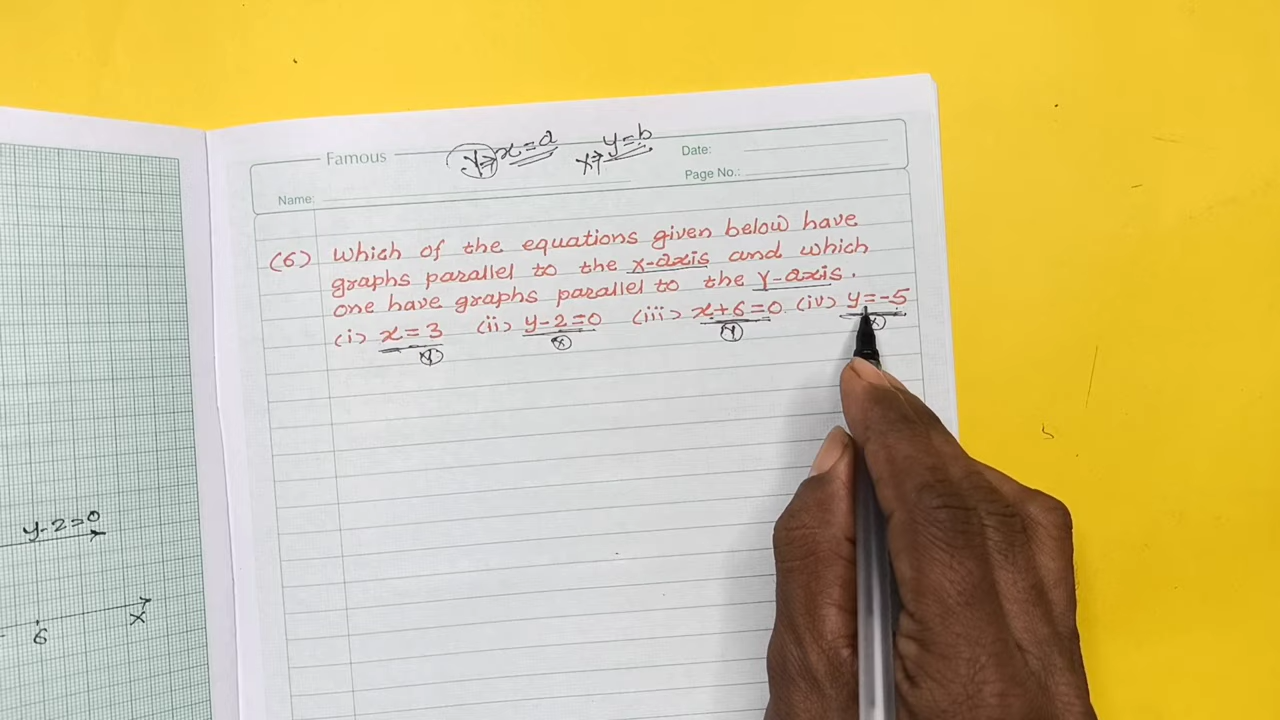 Famous
y⇒ x=a
x⇒ y=b
Date:
Page No.:
Name:
(6) Which of the equations given below have
graphs parallel to the x-axis and which
one have graphs parallel to the Y-axis.
(i) x=3 (ii) y-2=0 (iii) x+6=0 (iv) y=-5
y x y x
y-2=0
6
x